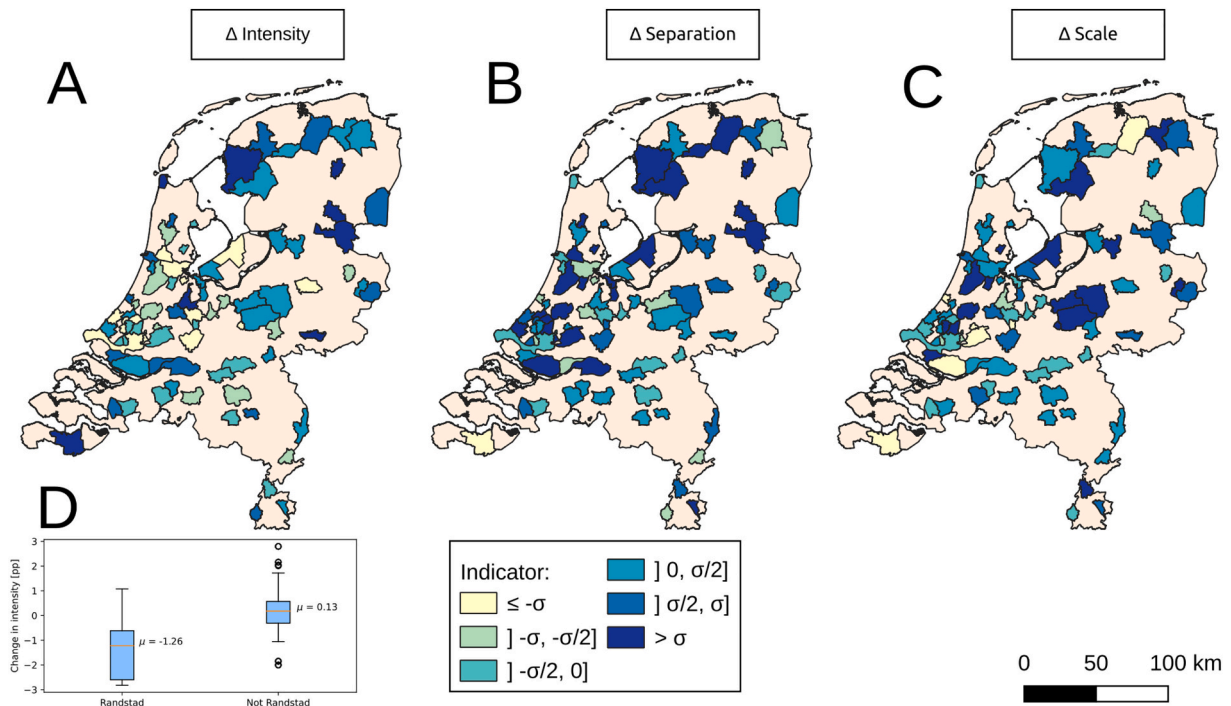 Δ Intensity
Δ Separation
Δ Scale
A
B
C
D
3
2
1
0
−1
−2
−3
Change in intensity [pp]
μ = -1.26
μ = 0.13
Randstad
Not Randstad
Indicator:
≤ -σ
] -σ, -σ/2]
] -σ/2, 0]
] 0, σ/2]
] σ/2, σ]
> σ
0 50 100 km